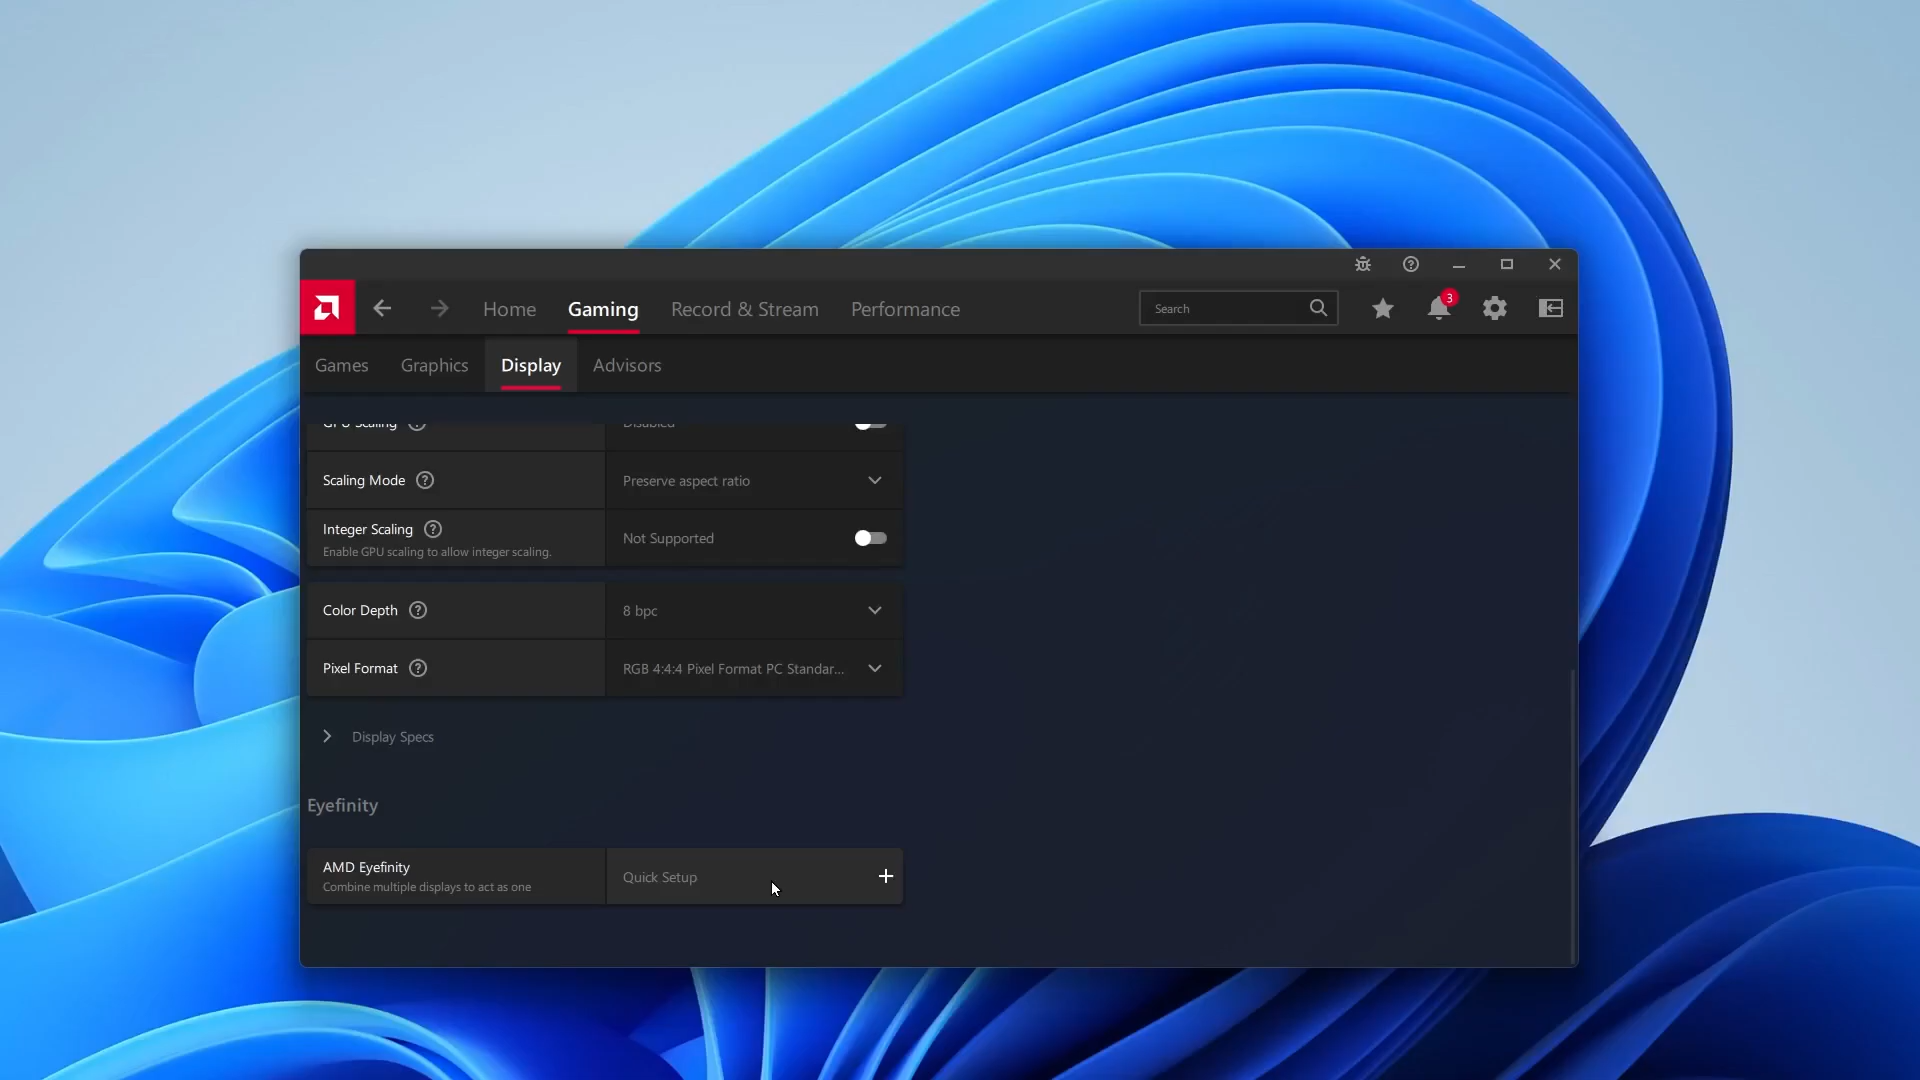 Home Gaming Record & Stream Performance Search 3
Games Graphics Display Advisors
GPU Scaling Disabled
Scaling Mode Preserve aspect ratio
Integer Scaling Not Supported
Enable GPU scaling to allow integer scaling.
Color Depth 8 bpc
Pixel Format RGB 4:4:4 Pixel Format PC Standar...
Display Specs
Eyefinity
AMD Eyefinity Quick Setup
Combine multiple displays to act as one